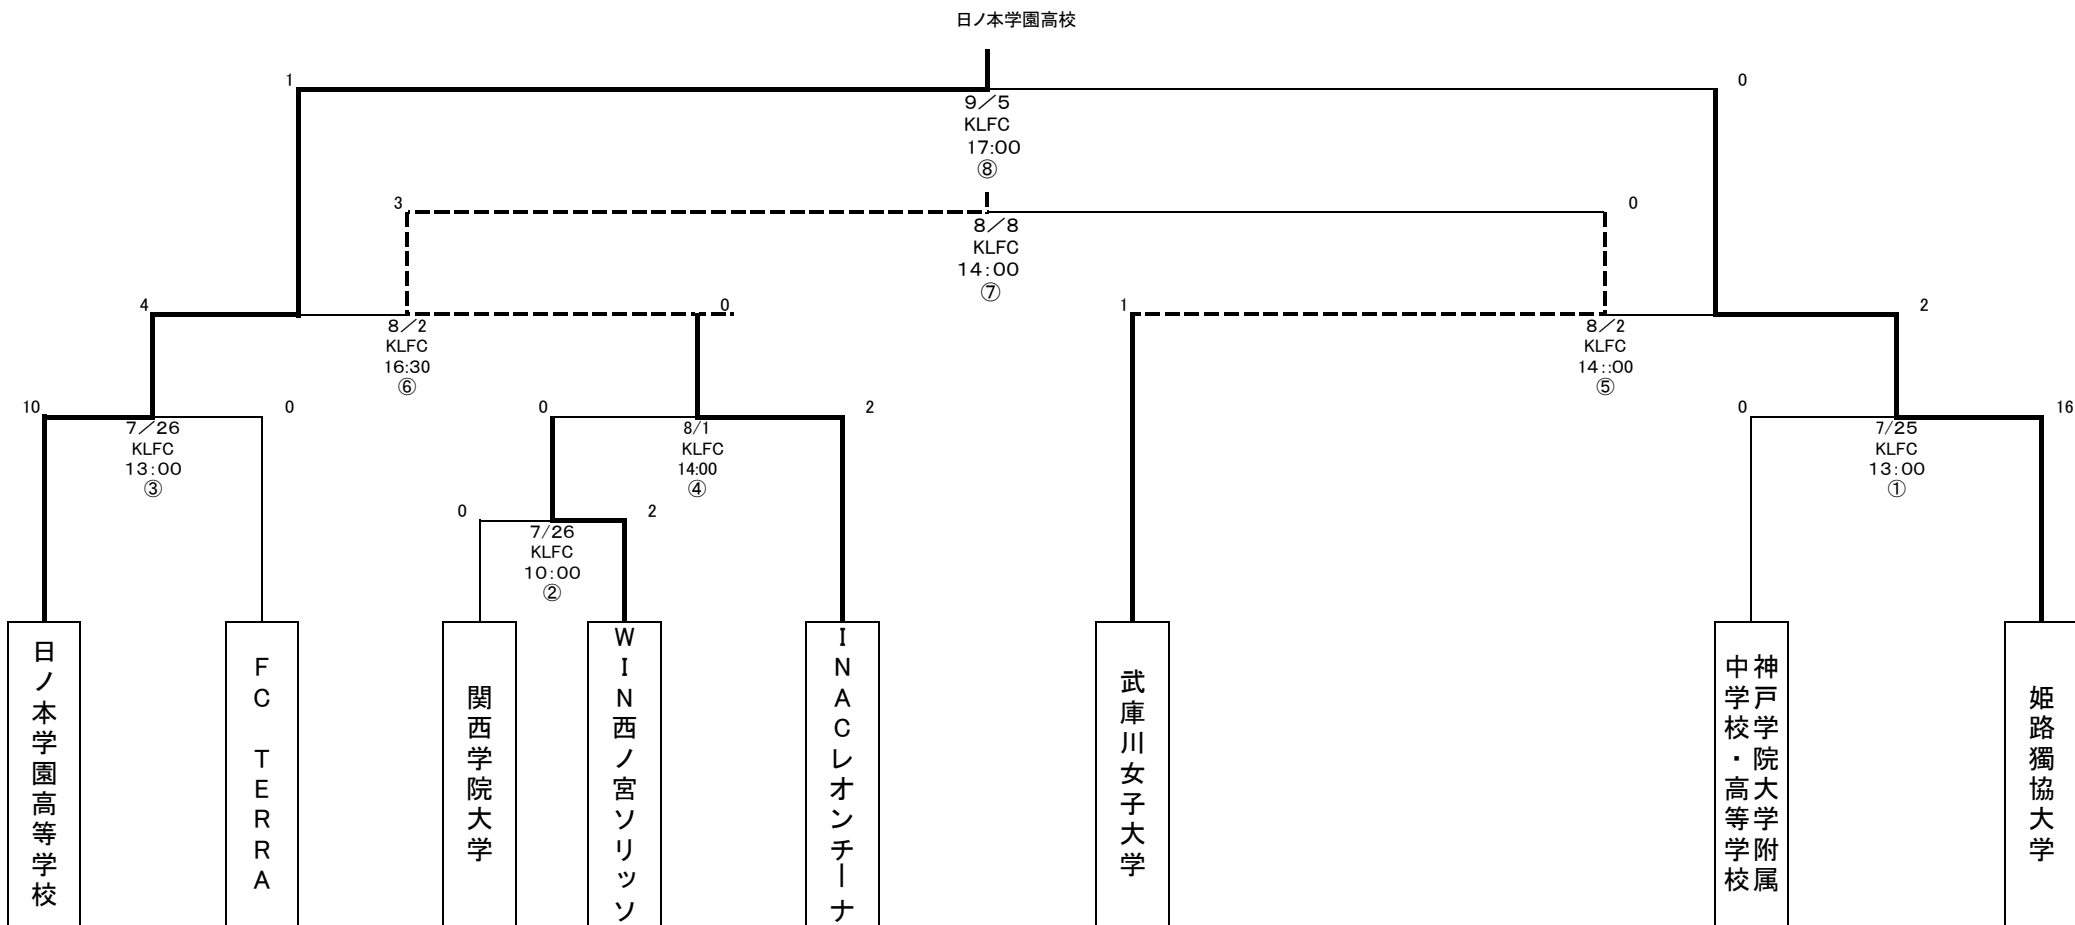 日ノ本学園高校
1
0
9／5
KLFC
17:00
⑧
3
0
8／8
KLFC
14:00
⑦
4
0
1
2
8／2
KLFC
16:30
⑥
8／2
KLFC
14::00
⑤
10
0
0
2
0
16
7／26
KLFC
13:00
③
8/1
KLFC
14:00
④
7/25
KLFC
13:00
①
0
2
7/26
KLFC
10:00
②
日ノ本学園高等学校
FC TERRA
関西学院大学
WIN西ノ宮ソリッソ
INACレオンチーナ
武庫川女子大学
神戸学院大学附属
中学校・高等学校
姫路獨協大学